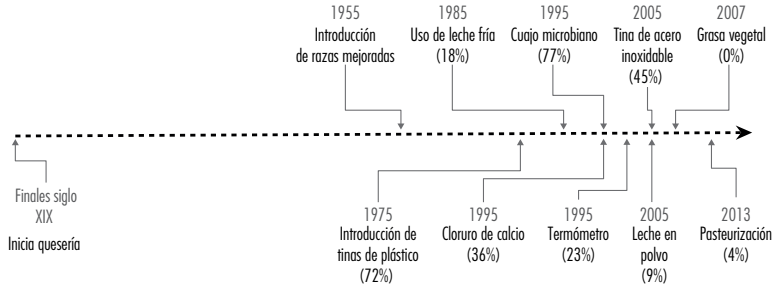 1955
Introducción
de razas mejoradas
1985
Uso de leche fría
(18%)
1995
Cuajo microbiano
(77%)
2005
Tina de acero
inoxidable
(45%)
2007
Grasa vegetal
(0%)
Finales siglo
XIX
Inicia quesería
1975
Introducción de
tinas de plástico
(72%)
1995
Cloruro de calcio
(36%)
1995
Termómetro
(23%)
2005
Leche en
polvo
(9%)
2013
Pasteurización
(4%)